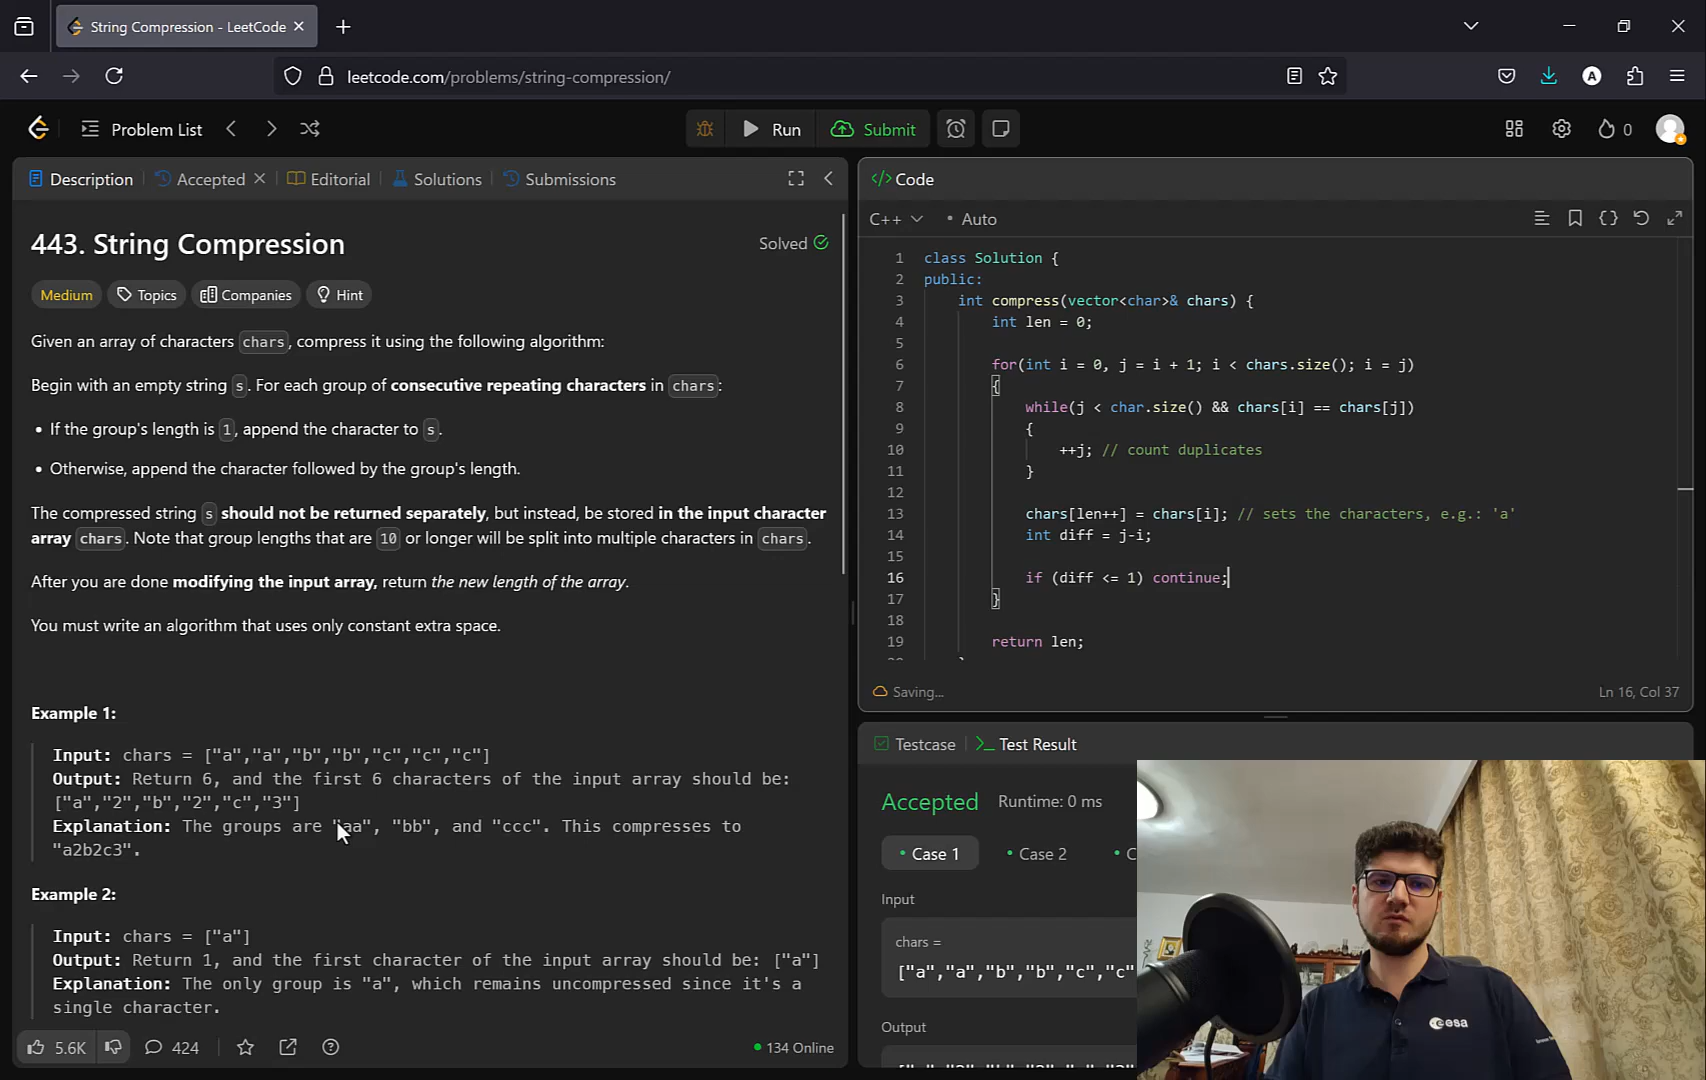 String Compression - LeetCode
leetcode.com/problems/string-compression/
A
Problem List
Run
Submit
0
Description
Accepted
Editorial
Solutions
Submissions
443. String Compression
Solved
Medium
Topics
Companies
Hint
Given an array of characters chars, compress it using the following algorithm:
Begin with an empty string s. For each group of consecutive repeating characters in chars:
• If the group's length is 1, append the character to s.
• Otherwise, append the character followed by the group's length.
The compressed string s should not be returned separately, but instead, be stored in the input character
array chars. Note that group lengths that are 10 or longer will be split into multiple characters in chars.
After you are done modifying the input array, return the new length of the array.
You must write an algorithm that uses only constant extra space.
Example 1:
Input: chars = ["a","a","b","b","c","c","c"]
Output: Return 6, and the first 6 characters of the input array should be:
["a","2","b","2","c","3"]
Explanation: The groups are "aa", "bb", and "ccc". This compresses to
"a2b2c3".
Example 2:
Input: chars = ["a"]
Output: Return 1, and the first character of the input array should be: ["a"]
Explanation: The only group is "a", which remains uncompressed since it's a
single character.
5.6K
424
134 Online
</> Code
C++
• Auto
1 class Solution {
2 public:
3 int compress(vector<char>& chars) {
4 int len = 0;
5
6 for(int i = 0, j = i + 1; i < chars.size(); i = j)
7 {
8 while(j < char.size() && chars[i] == chars[j])
9 {
10 ++j; // count duplicates
11 }
12
13 chars[len++] = chars[i]; // sets the characters, e.g.: 'a'
14 int diff = j-i;
15
16 if (diff <= 1) continue;
17 }
18
19 return len;
Saving...
Ln 16, Col 37
Testcase
Test Result
Accepted
Runtime: 0 ms
• Case 1
• Case 2
• C
Input
chars =
["a","a","b","b","c","c"
Output
esa